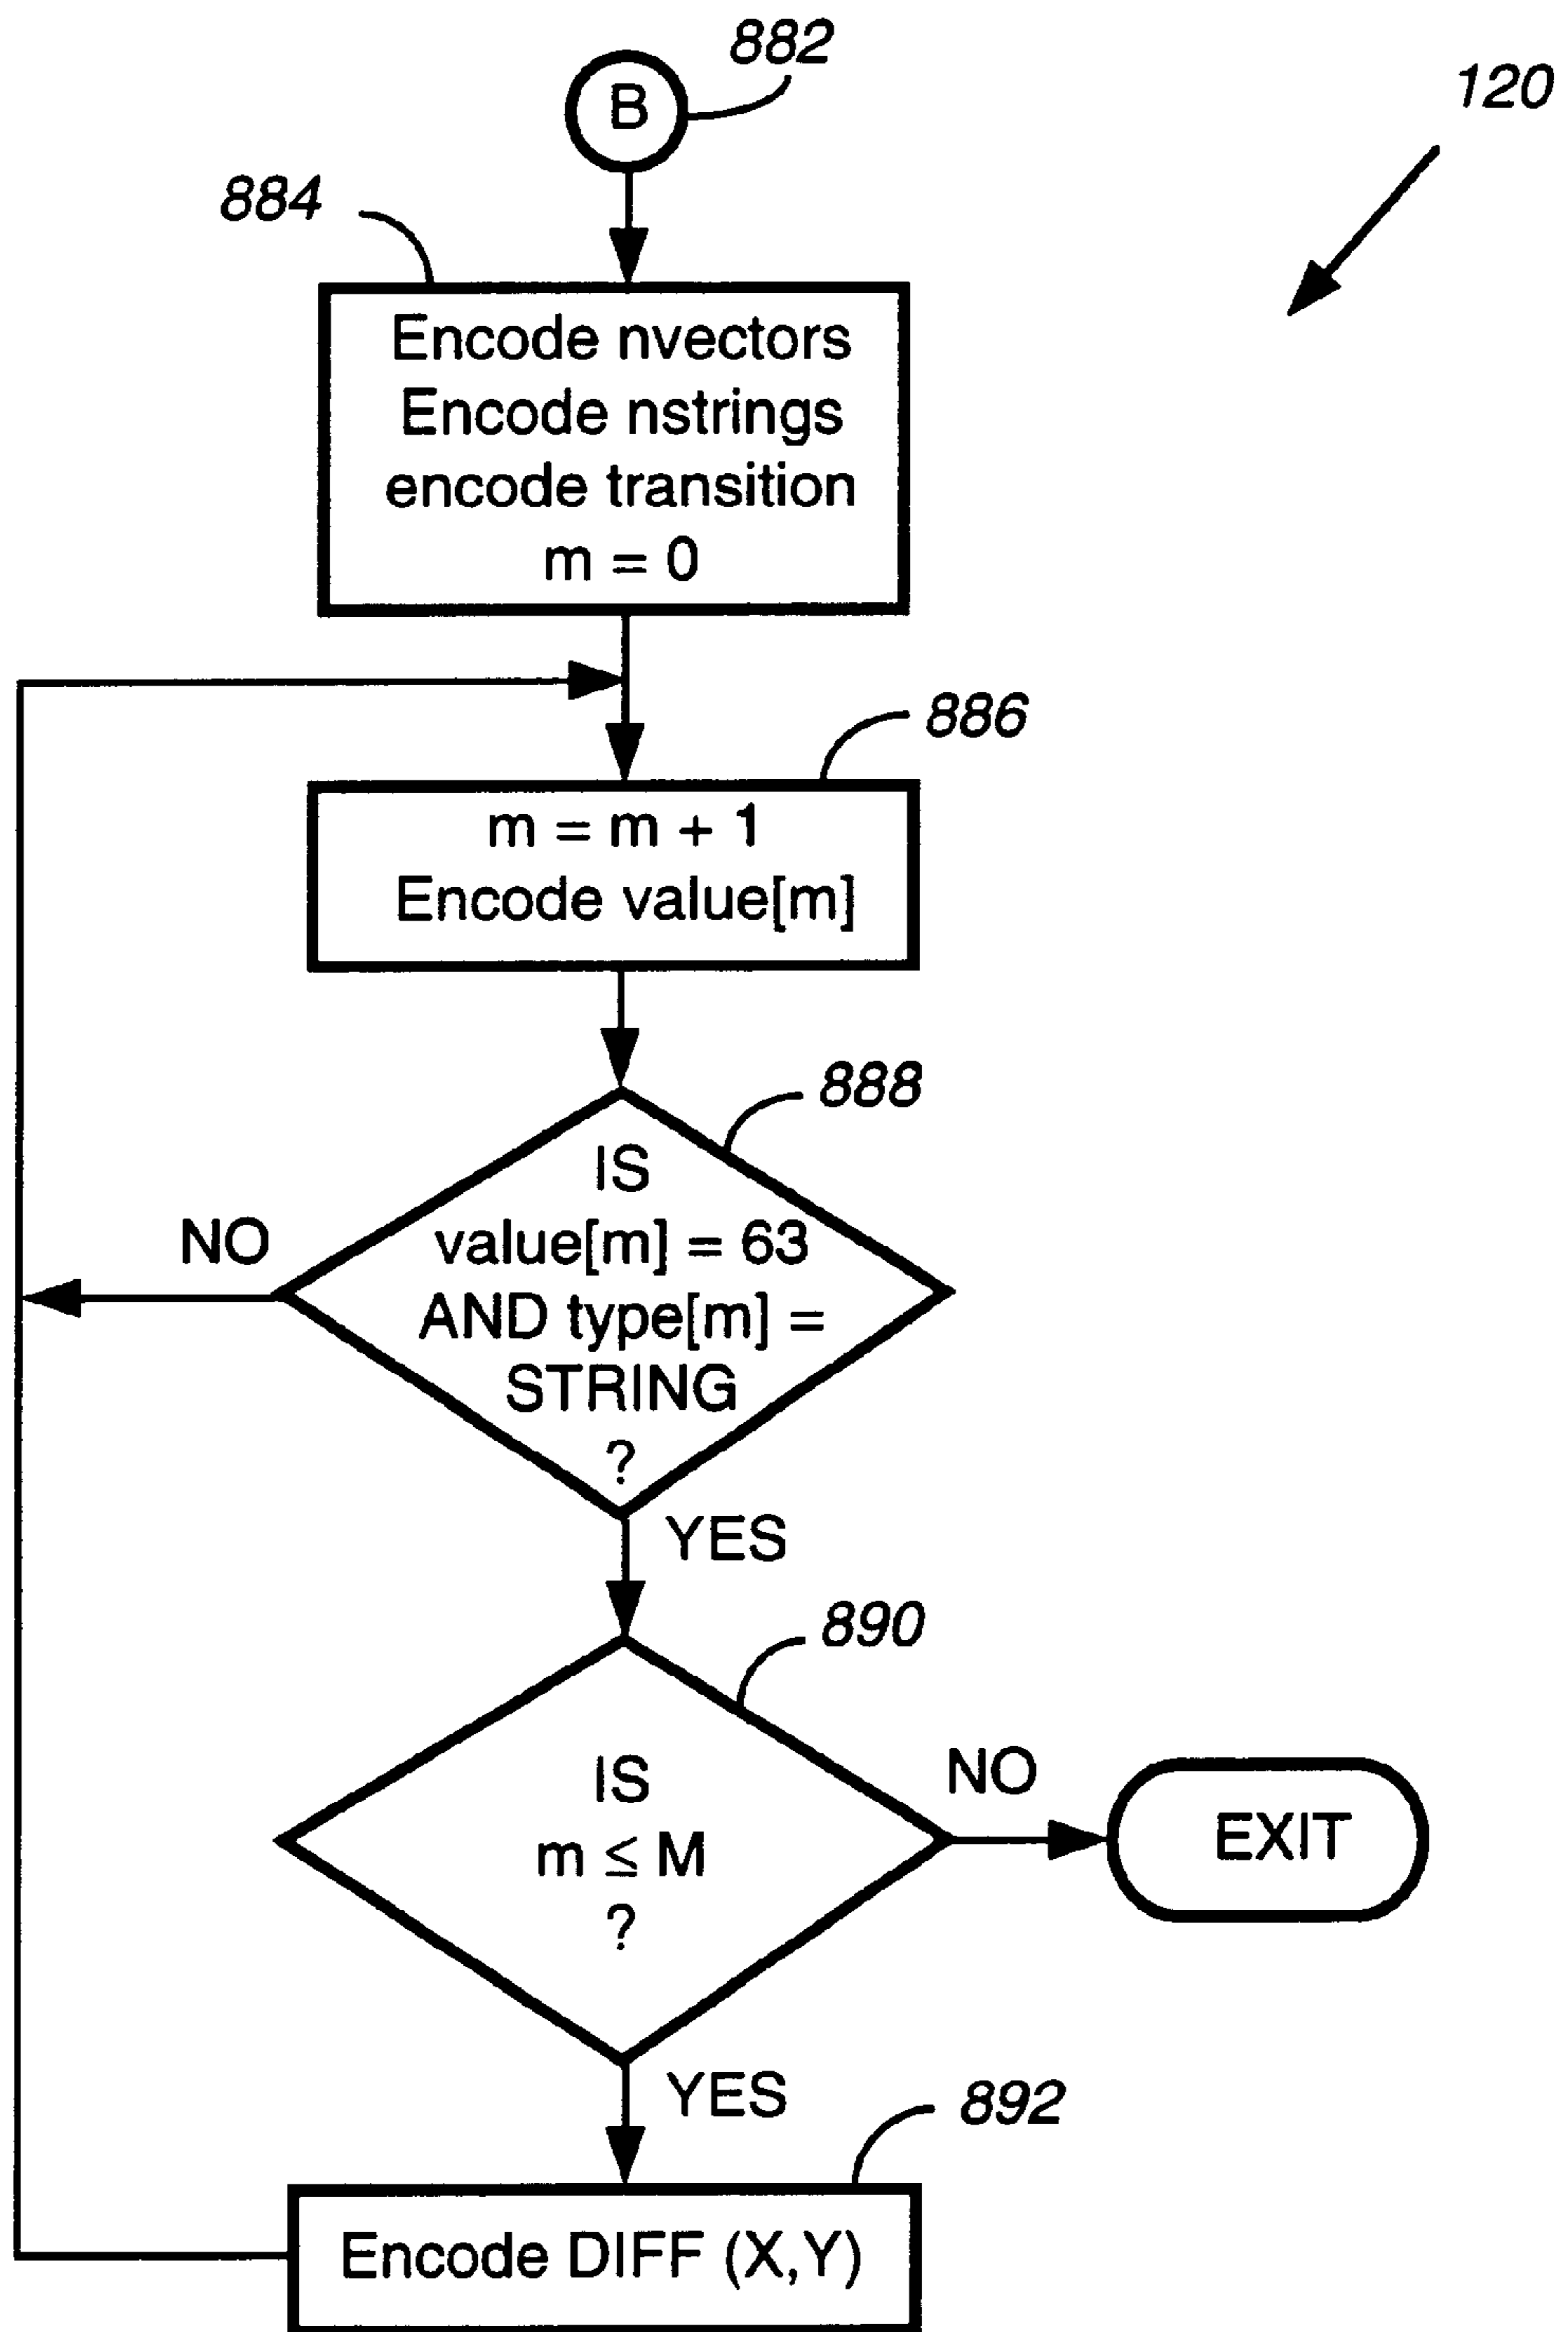 882
B
120
884
Encode nvectors
Encode nstrings
encode transition
m = 0
886
m = m + 1
Encode value[m]
888
IS
value[m] = 63
AND type[m] =
STRING
?
NO
YES
890
IS
m ≤ M
?
NO
EXIT
YES
892
Encode DIFF (X,Y)